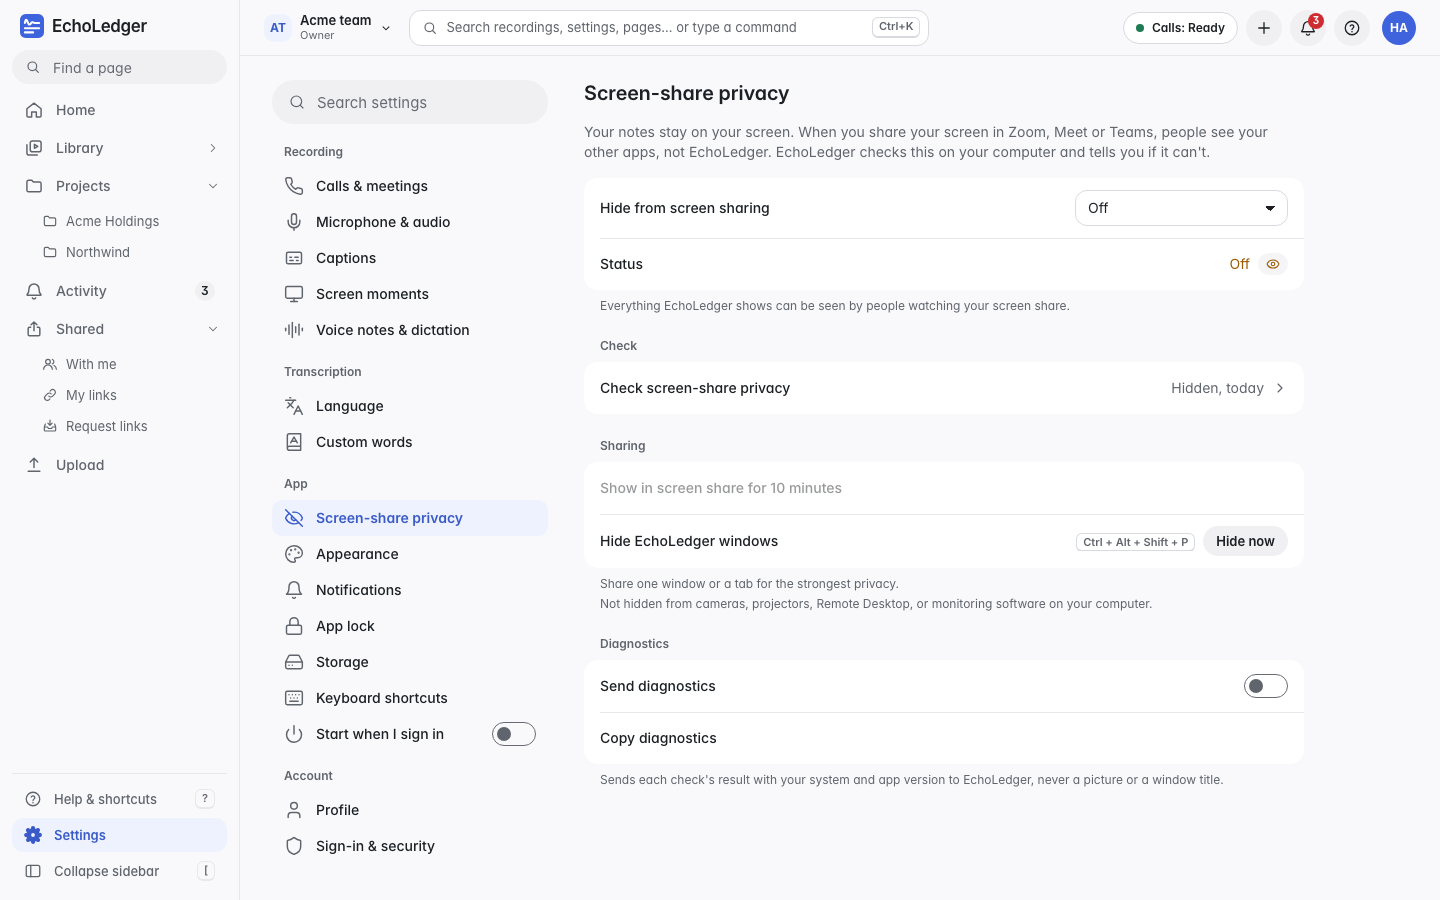 EchoLedger
Find a page
Home
Library
Projects
Acme Holdings
Northwind
Activity
3
Shared
With me
My links
Request links
Upload
Help & shortcuts
?
Settings
Collapse sidebar
[
AT
Acme team
Owner
Search recordings, settings, pages... or type a command
Ctrl+K
Calls: Ready
3
HA
Search settings
Recording
Calls & meetings
Microphone & audio
Captions
Screen moments
Voice notes & dictation
Transcription
Language
Custom words
App
Screen-share privacy
Appearance
Notifications
App lock
Storage
Keyboard shortcuts
Start when I sign in
Account
Profile
Sign-in & security
Screen-share privacy
Your notes stay on your screen. When you share your screen in Zoom, Meet or Teams, people see your
other apps, not EchoLedger. EchoLedger checks this on your computer and tells you if it can't.
Hide from screen sharing
Off
Status
Off
Everything EchoLedger shows can be seen by people watching your screen share.
Check
Check screen-share privacy
Hidden, today
Sharing
Show in screen share for 10 minutes
Hide EchoLedger windows
Ctrl + Alt + Shift + P
Hide now
Share one window or a tab for the strongest privacy.
Not hidden from cameras, projectors, Remote Desktop, or monitoring software on your computer.
Diagnostics
Send diagnostics
Copy diagnostics
Sends each check's result with your system and app version to EchoLedger, never a picture or a window title.